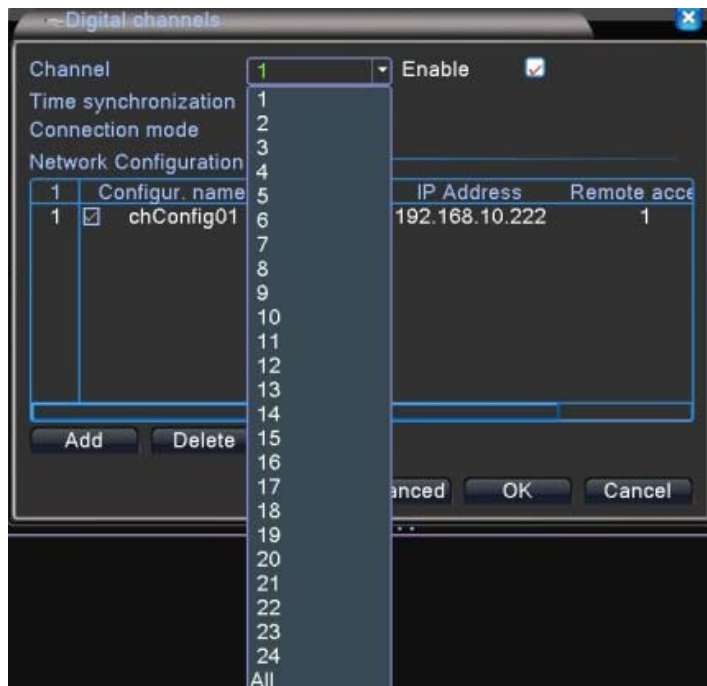 Digital channels
Channel 1 Enable
Time synchronization
Connection mode
Network Configuration
1 Configur. name IP Address Remote acce
1 chConfig01 192.168.10.222 1
1
2
3
4
5
6
7
8
9
10
11
12
13
14
15
16
17
18
19
20
21
22
23
24
All
Add Delete
anced OK Cancel